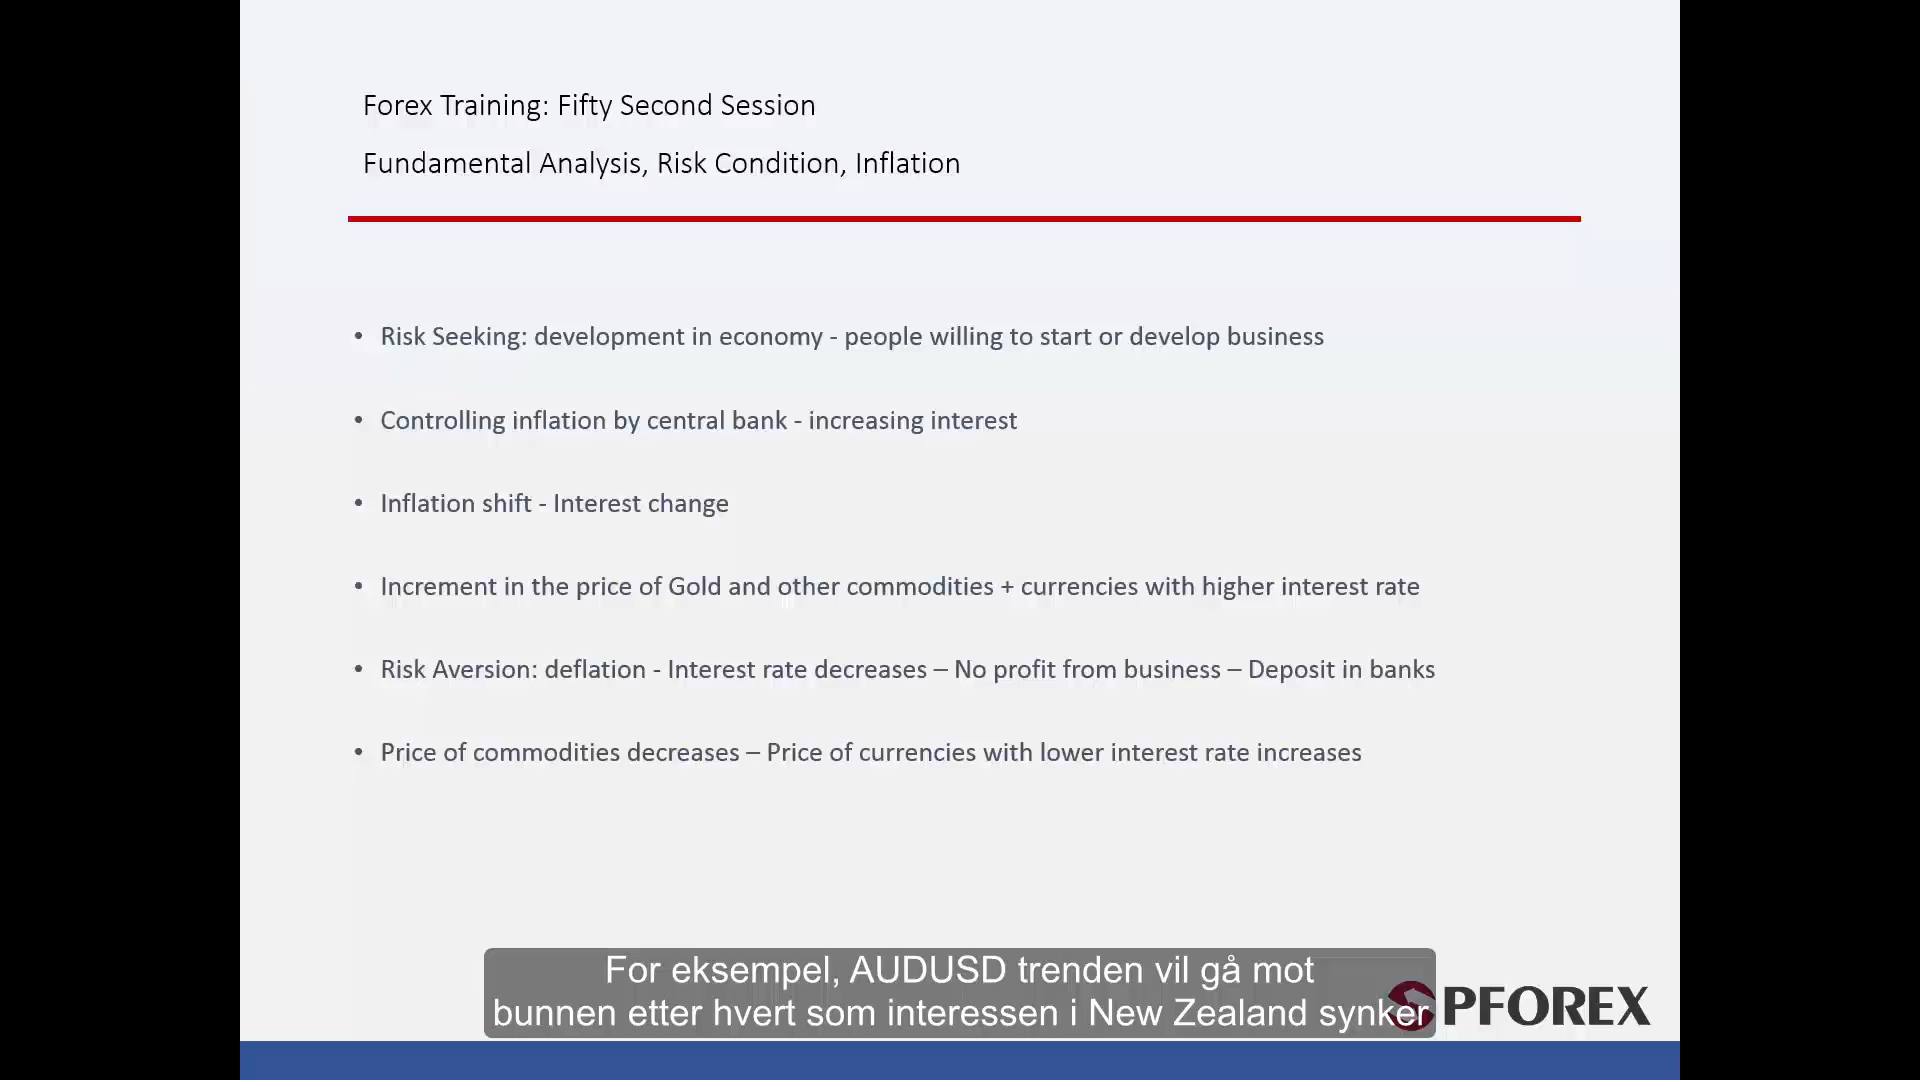 Forex Training: Fifty Second Session
Fundamental Analysis, Risk Condition, Inflation
• Risk Seeking: development in economy - people willing to start or develop business
• Controlling inflation by central bank - increasing interest
• Inflation shift - Interest change
• Increment in the price of Gold and other commodities + currencies with higher interest rate
• Risk Aversion: deflation - Interest rate decreases – No profit from business – Deposit in banks
• Price of commodities decreases – Price of currencies with lower interest rate increases
For eksempel, AUDUSD trenden vil gå mot
bunnen etter hvert som interessen i New Zealand synker
PFOREX